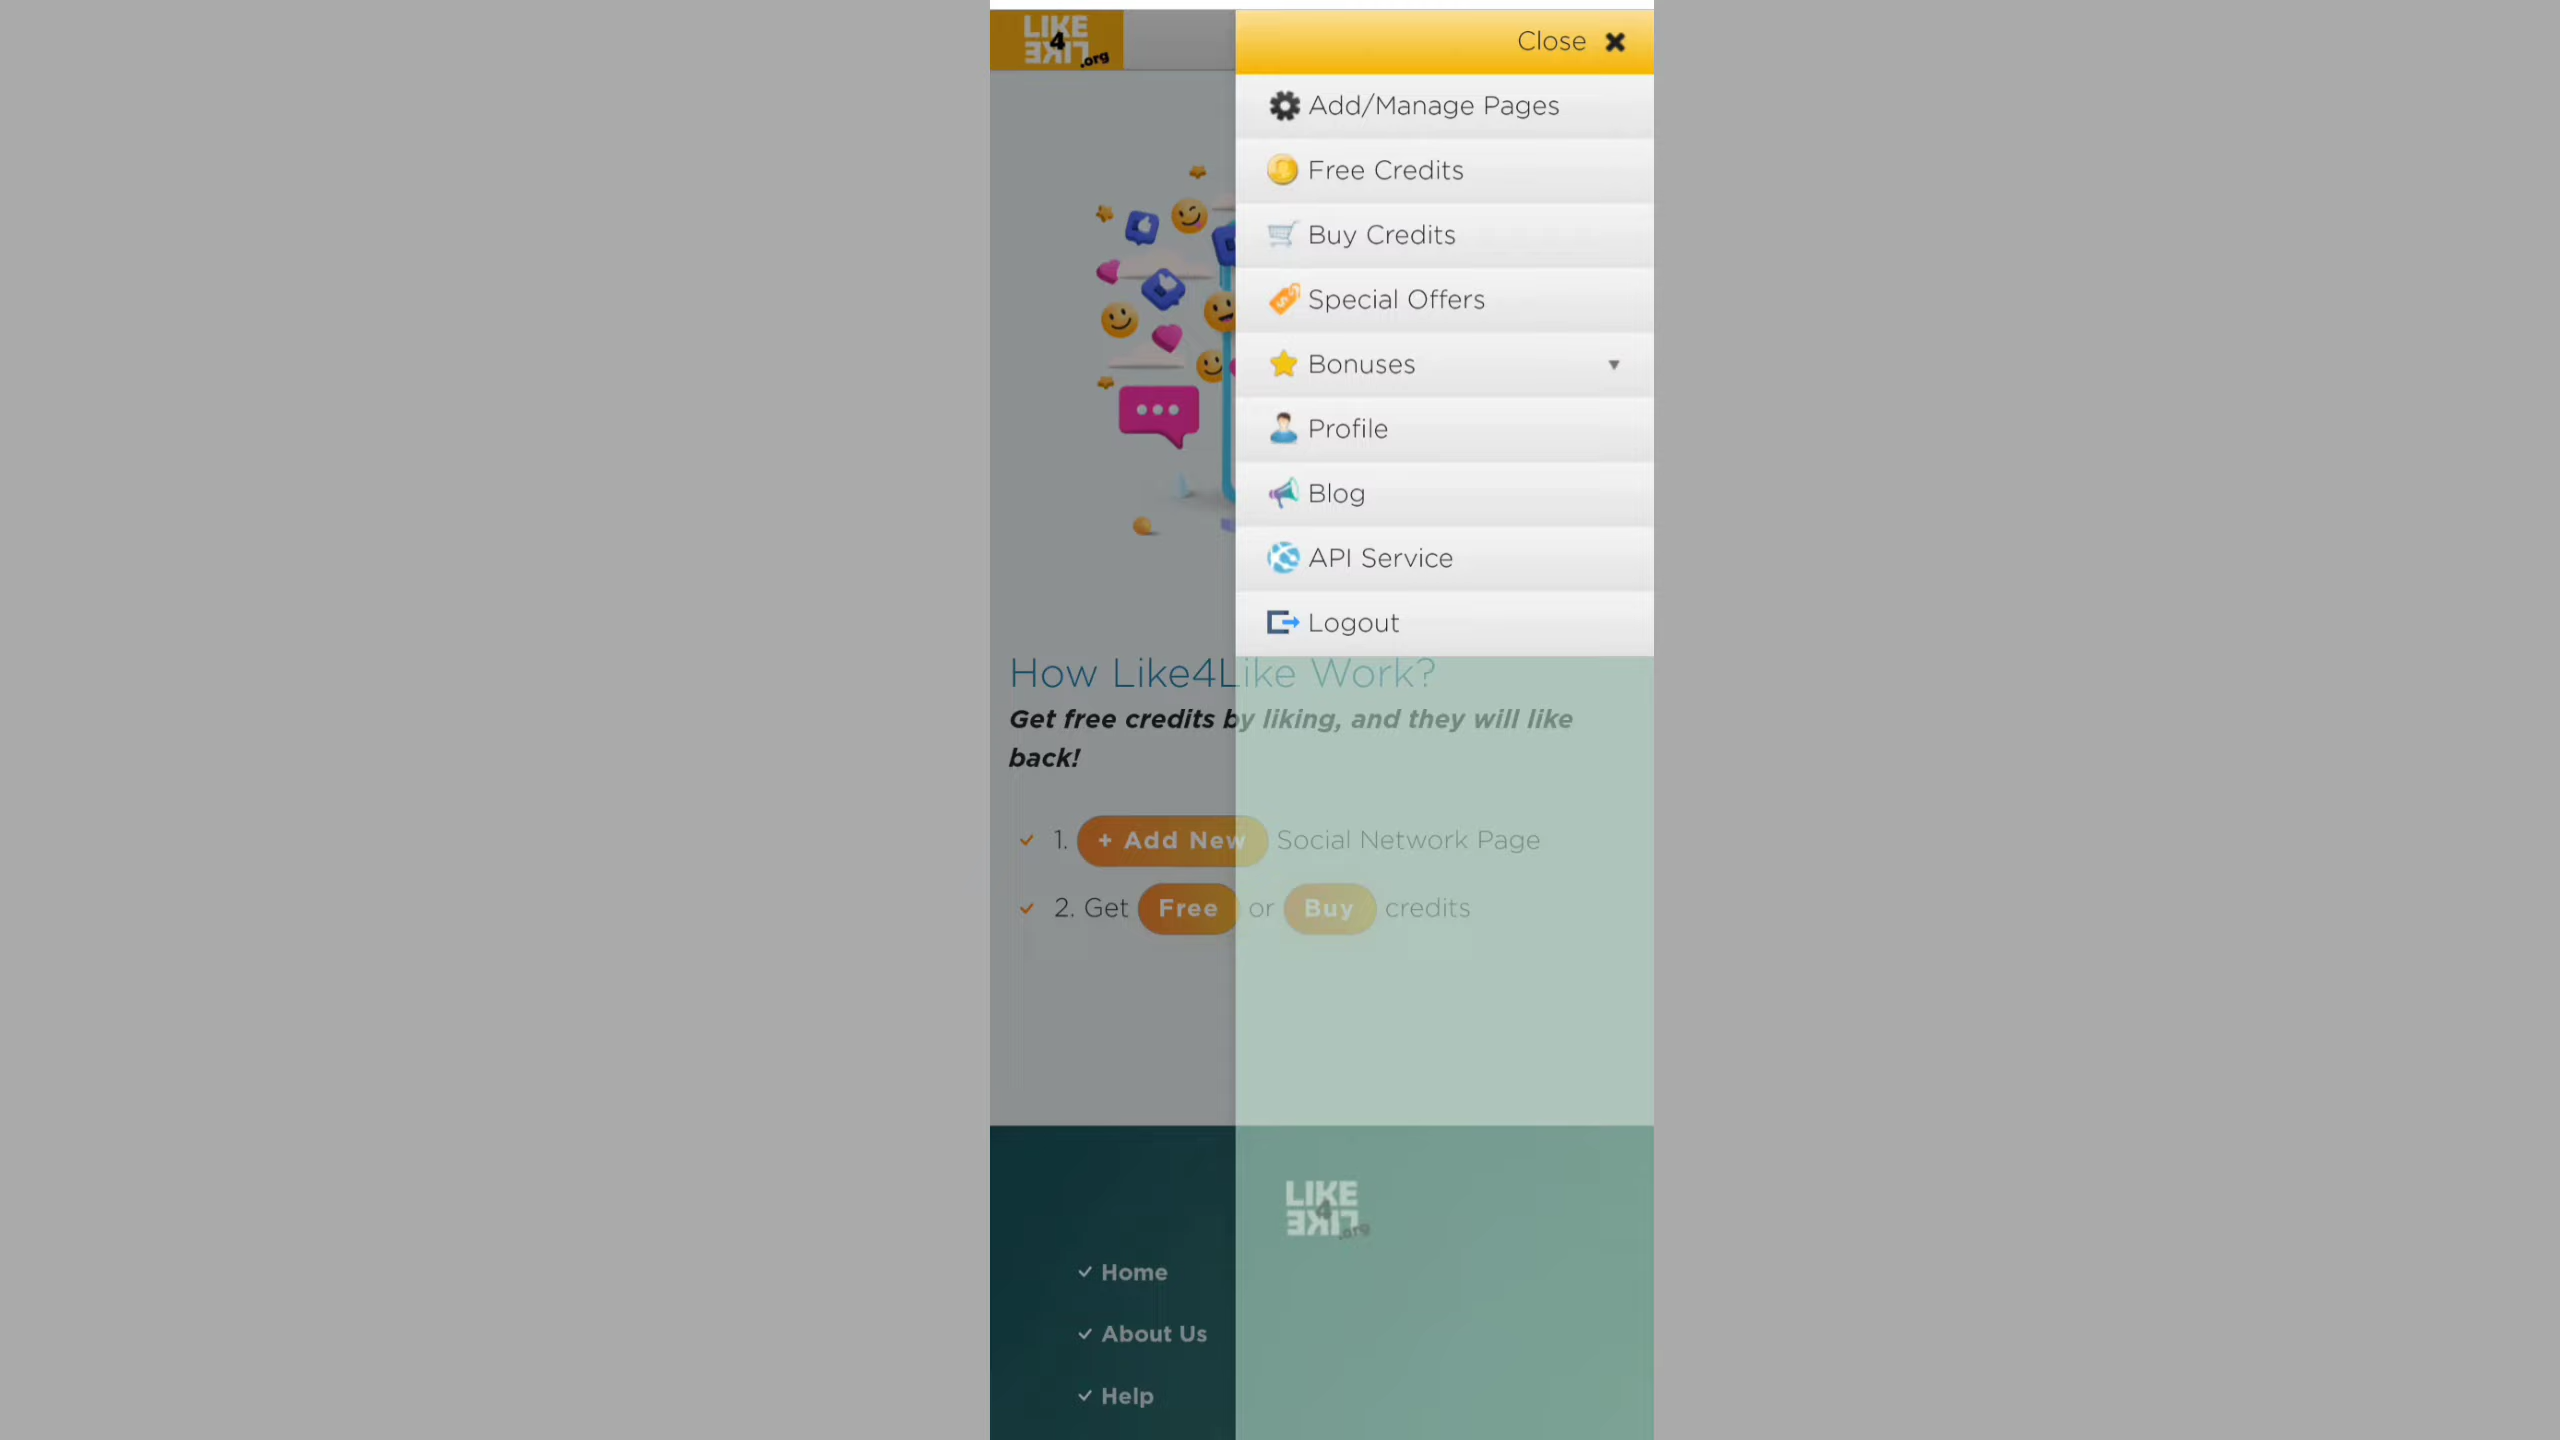 LIKE
4
LIKE
.org
Close
Add/Manage Pages
Free Credits
Buy Credits
Special Offers
Bonuses
Profile
Blog
API Service
Logout
How Like4Like Work?
Get free credits by liking, and they will like
back!
1. + Add New Social Network Page
2. Get Free or Buy credits
LIKE
4
LIKE
.org
Home
About Us
Help